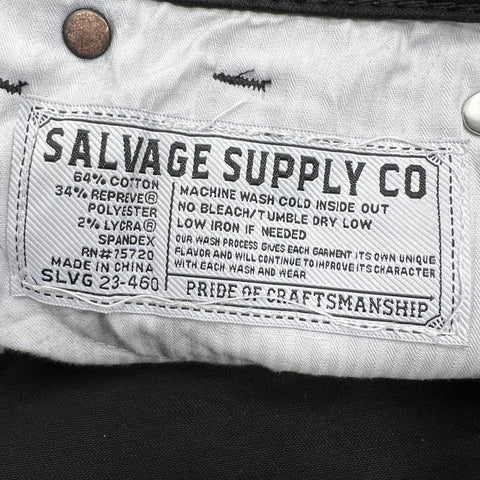 SALVAGE SUPPLY CO
64% COTTON
34% REPREVE®
POLYESTER
2% LYCRA®
SPANDEX
RN#75720
MADE IN CHINA
SLVG 23-460
MACHINE WASH COLD INSIDE OUT
NO BLEACH/TUMBLE DRY LOW
LOW IRON IF NEEDED
OUR WASH PROCESS GIVES EACH GARMENT ITS OWN UNIQUE
FLAVOR AND WILL CONTINUE TO IMPROVE ITS CHARACTER
WITH EACH WASH AND WEAR
PRIDE OF CRAFTSMANSHIP